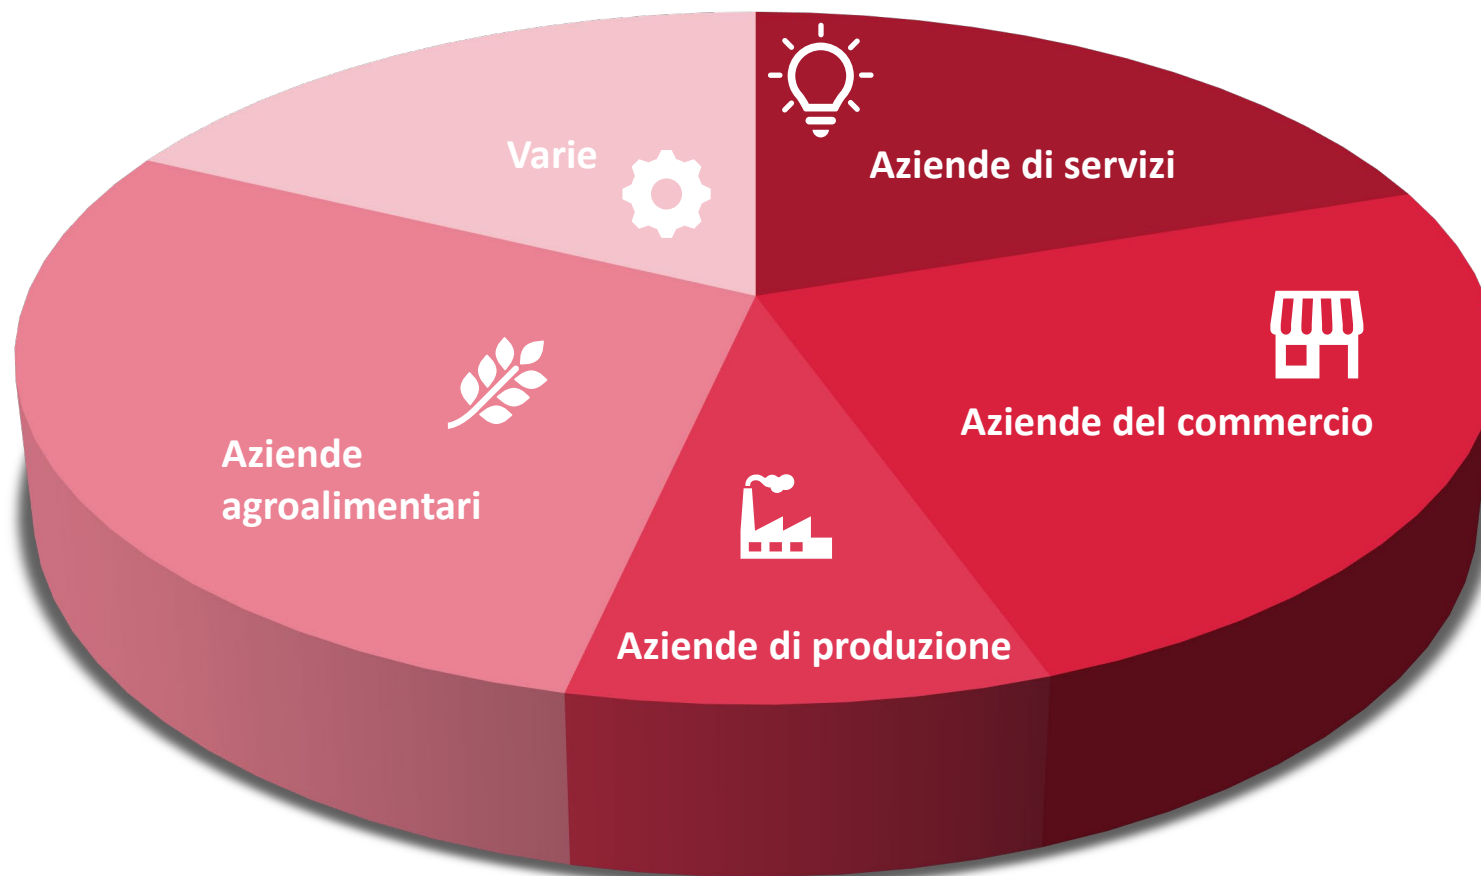 Varie
Aziende di servizi
Aziende del commercio
Aziende
agroalimentari
Aziende di produzione